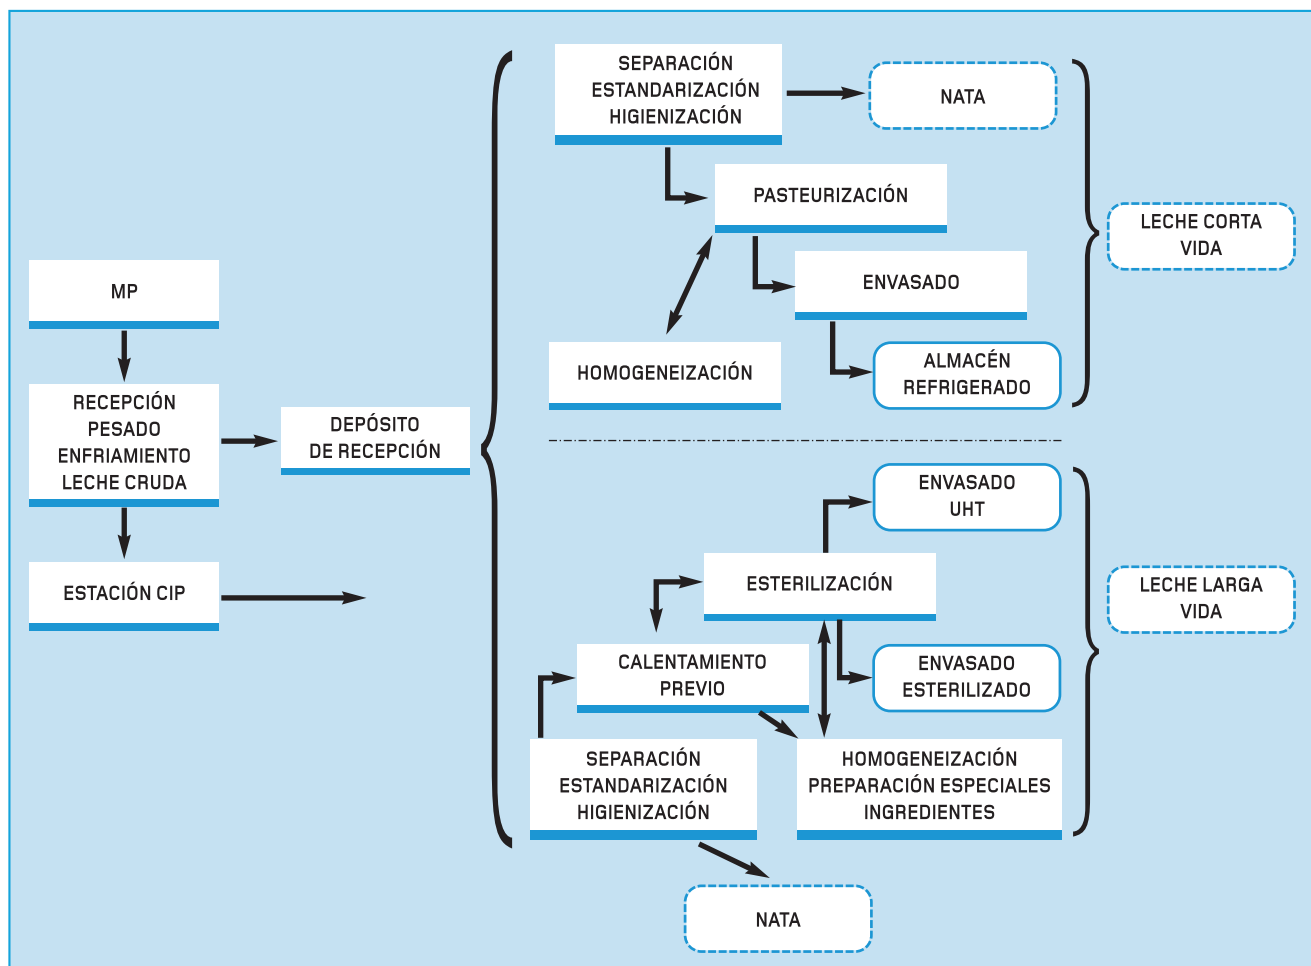 MP
RECEPCIÓN
PESADO
ENFRIAMIENTO
LECHE CRUDA
ESTACIÓN CIP
DEPÓSITO
DE RECEPCIÓN
SEPARACIÓN
ESTANDARIZACIÓN
HIGIENIZACIÓN
NATA
PASTEURIZACIÓN
ENVASADO
HOMOGENEIZACIÓN
ALMACÉN
REFRIGERADO
LECHE CORTA
VIDA
ENVASADO
UHT
ESTERILIZACIÓN
CALENTAMIENTO
PREVIO
ENVASADO
ESTERILIZADO
SEPARACIÓN
ESTANDARIZACIÓN
HIGIENIZACIÓN
HOMOGENEIZACIÓN
PREPARACIÓN ESPECIALES
INGREDIENTES
NATA
LECHE LARGA
VIDA